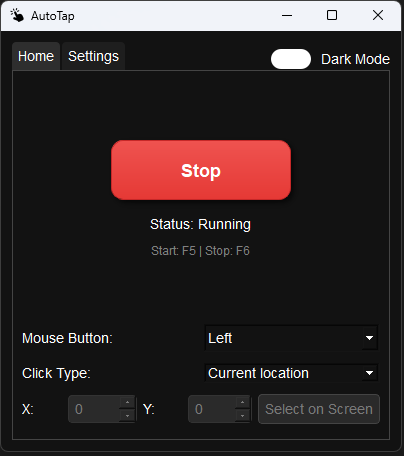 AutoTap
Home Settings Dark Mode
Stop
Status: Running
Start: F5 | Stop: F6
Mouse Button: Left
Click Type: Current location
X: 0 Y: 0 Select on Screen